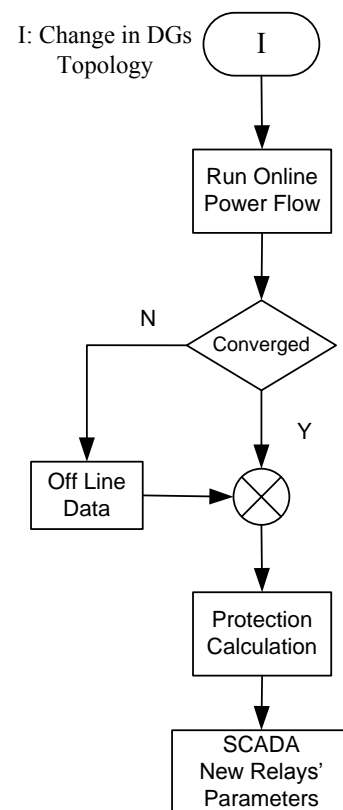 I: Change in DGs
Topology
I
Run Online
Power Flow
N
Converged
Y
Off Line
Data
Protection
Calculation
SCADA
New Relays'
Parameters